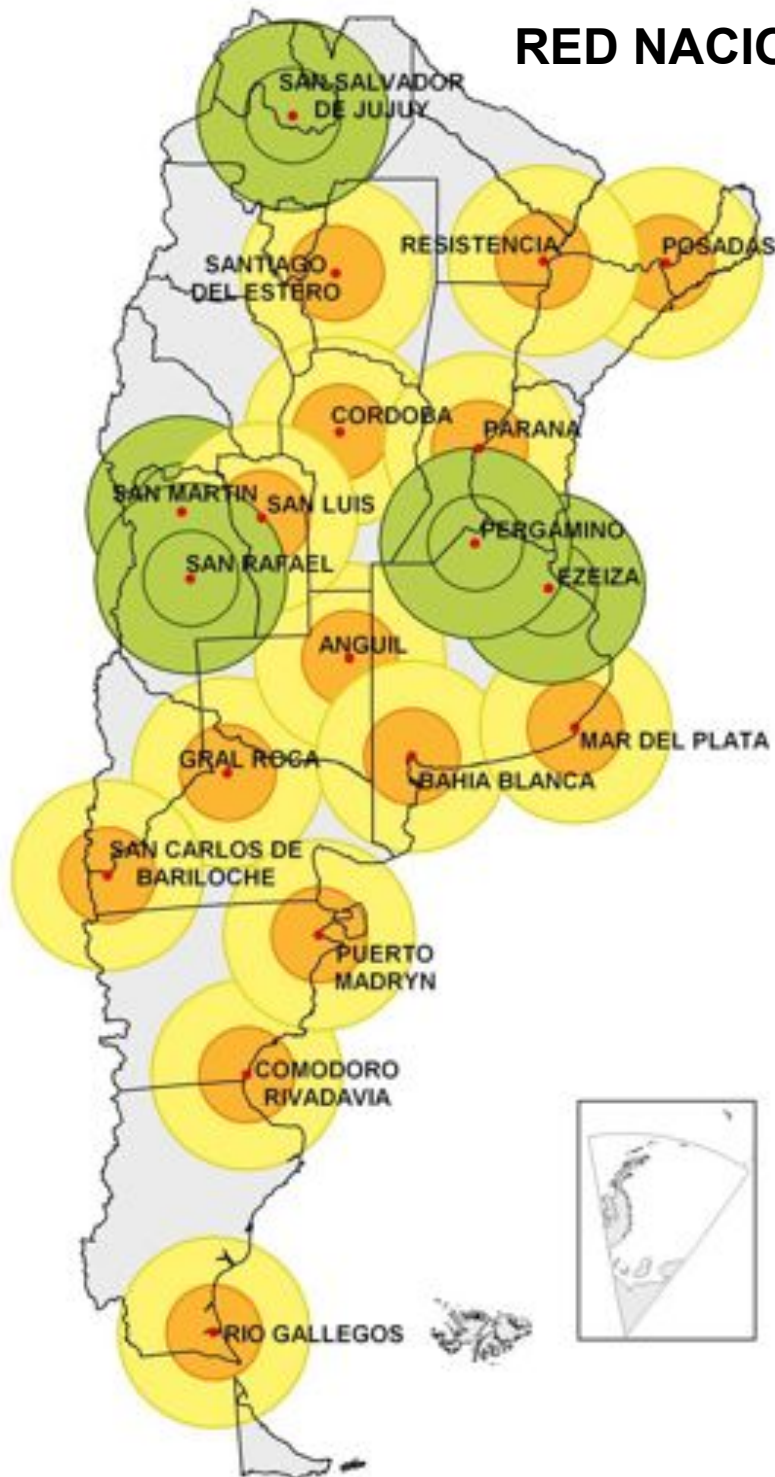 RED NACIO
SAN SALVADOR
DE JUJUY
RESISTENCIA
POSADAS
SANTIAGO
DEL ESTERO
CORDOBA
PARANA
SAN MARTIN
SAN LUIS
PERGAMINO
SAN RAFAEL
EZEIZA
ANGUIL
MAR DEL PLATA
GRAL ROCA
BAHIA BLANCA
SAN CARLOS DE
BARILOCHE
PUERTO
MADRYN
COMODORO
RIVADAVIA
RIO GALLEGOS